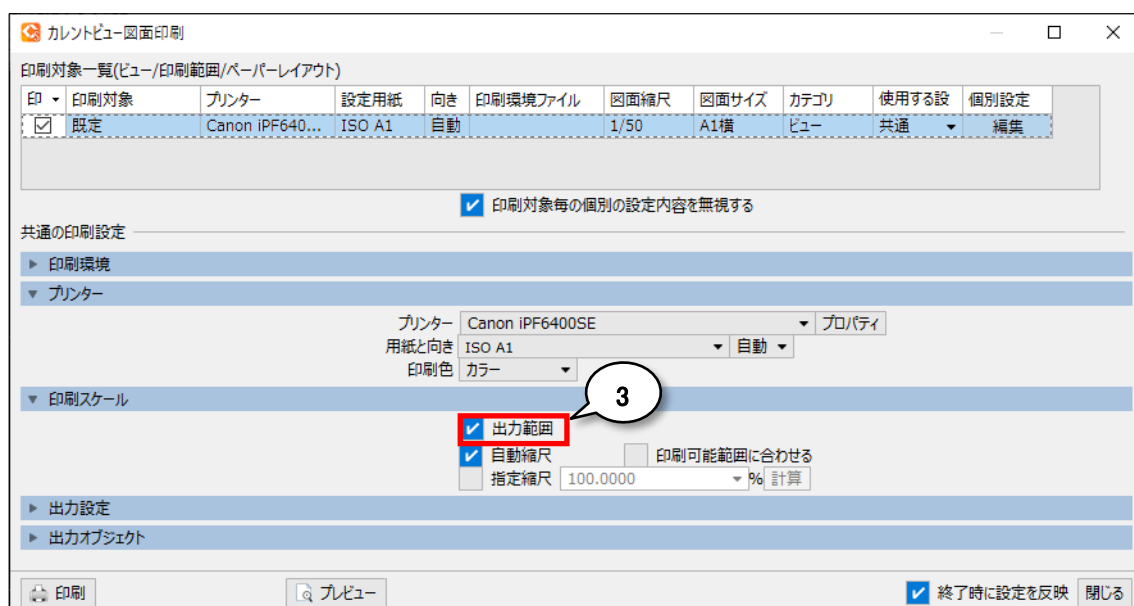 カレントビュー図面印刷
印刷対象一覧(ビュー/印刷範囲/ペーパーレイアウト)
印 印刷対象 プリンター 設定用紙 向き 印刷環境ファイル 図面縮尺 図面サイズ カテゴリ 使用する設 個別設定
既定 Canon iPF640... ISO A1 自動 1/50 A1横 ビュー 共通 編集
印刷対象毎の個別の設定内容を無視する
共通の印刷設定
印刷環境
プリンター
プリンター Canon iPF6400SE プロパティ
用紙と向き ISO A1 自動
印刷色 カラー
3
印刷スケール
出力範囲
自動縮尺 印刷可能範囲に合わせる
指定縮尺 100.0000 % 計算
出力設定
出力オブジェクト
印刷 プレビュー 終了時に設定を反映 閉じる